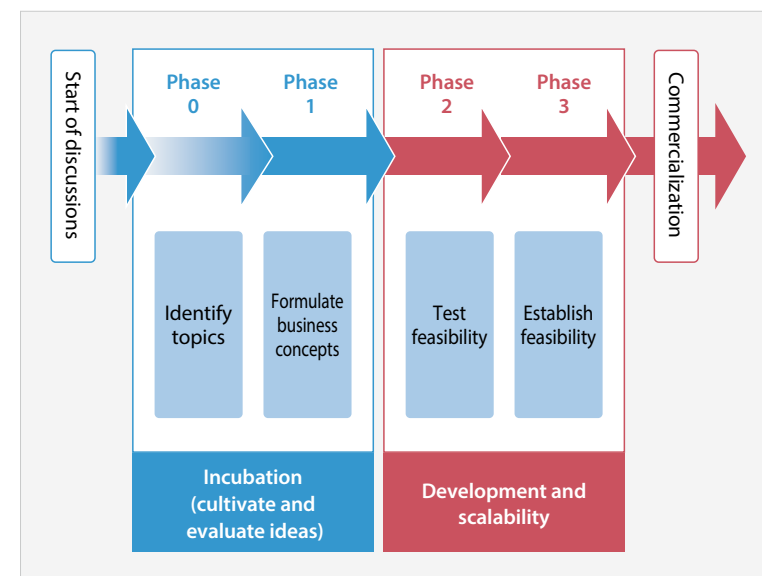 Start of discussions
Phase
0
Phase
1
Phase
2
Phase
3
Commercialization
Identify
topics
Formulate
business
concepts
Test
feasibility
Establish
feasibility
Incubation
(cultivate and
evaluate ideas)
Development and
scalability